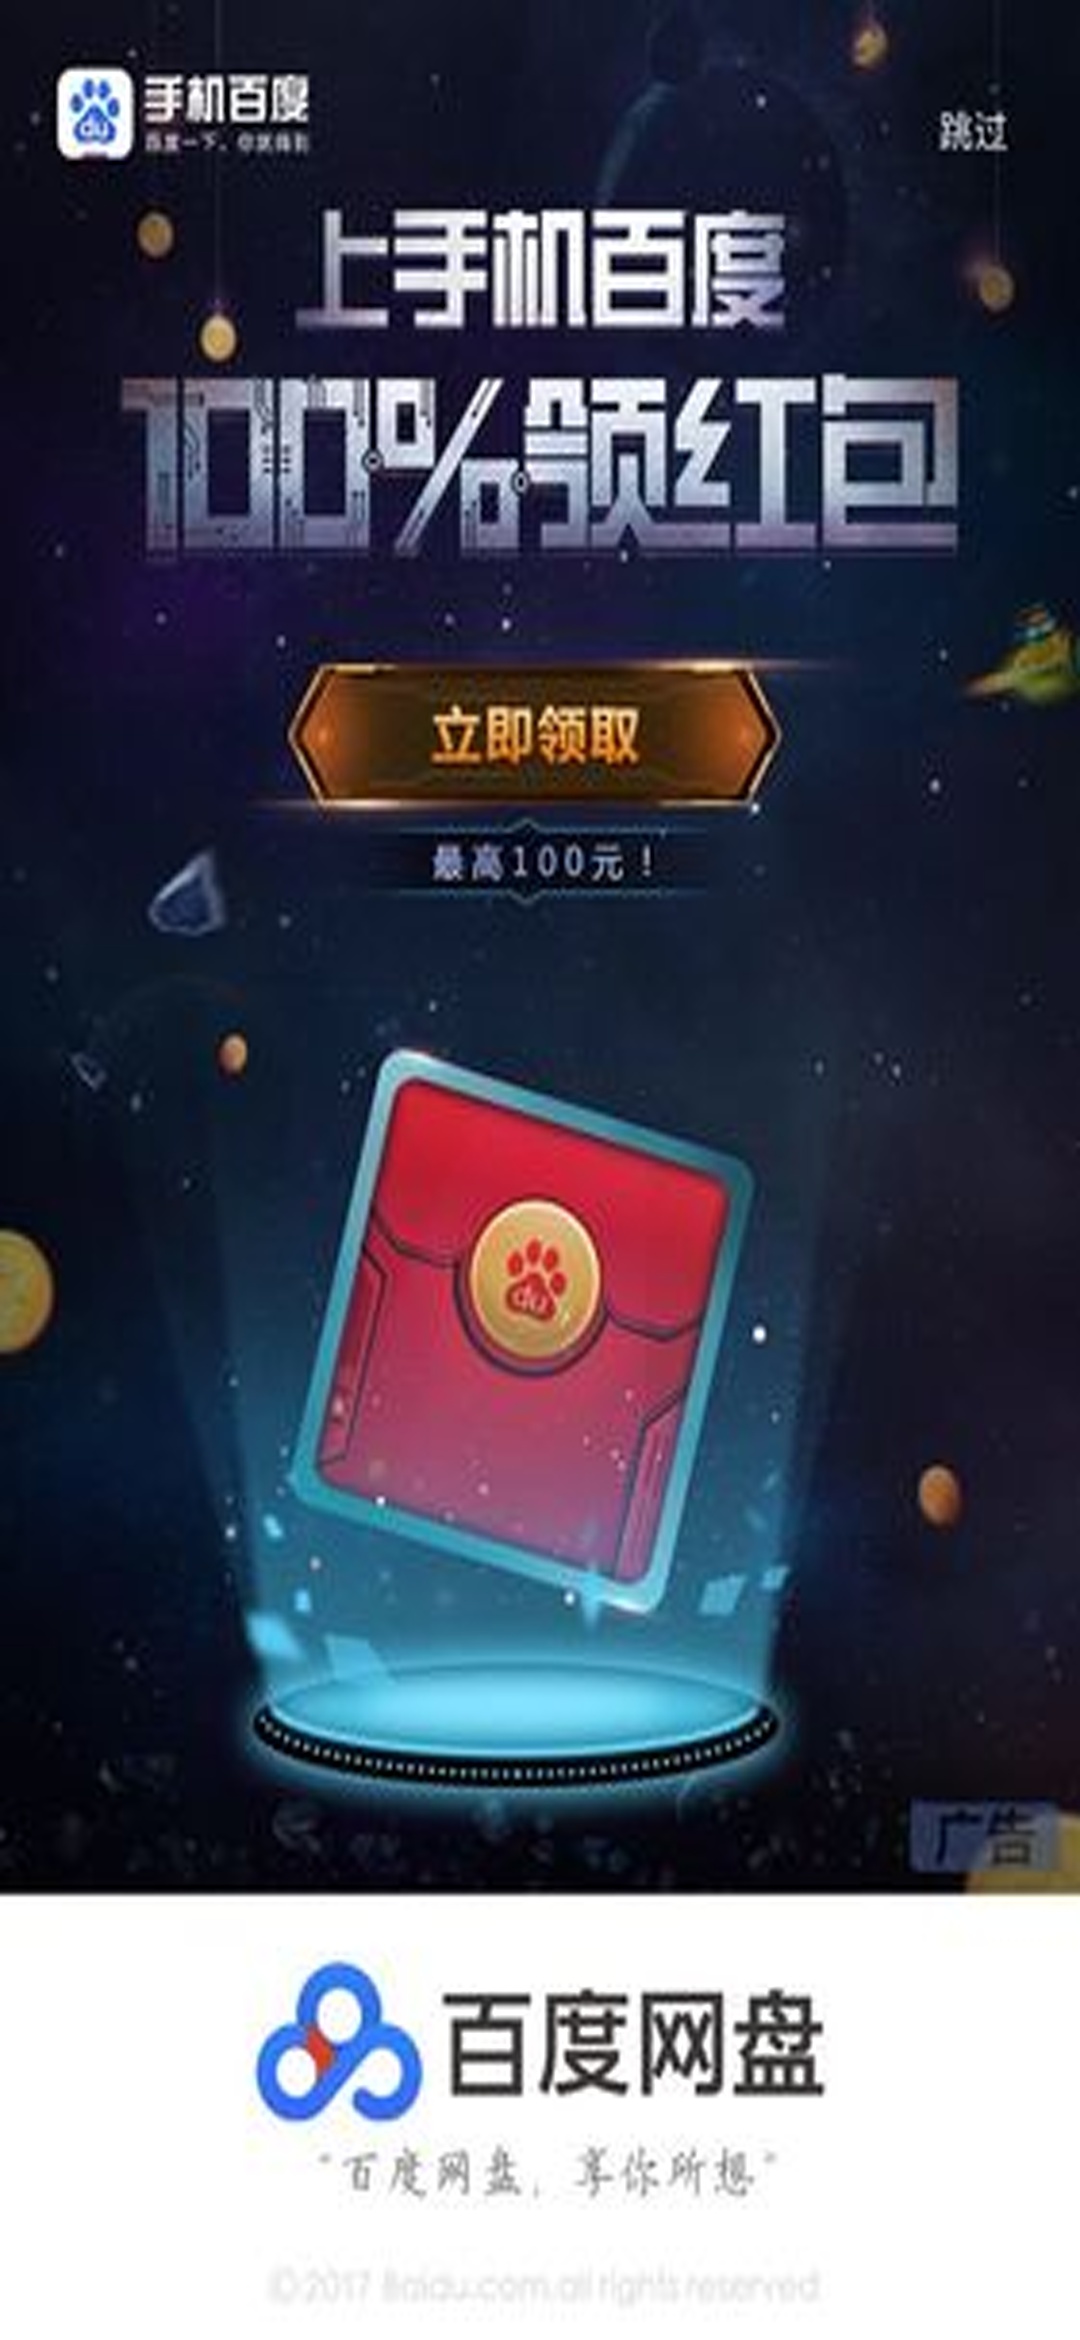 手机百度
百度一下，你就得到
跳过
上手机百度
100%领红包
立即领取
最高100元！
du
广告
百度网盘
“百度网盘，享你所想”
©2017 Baidu.com.all rights reserved